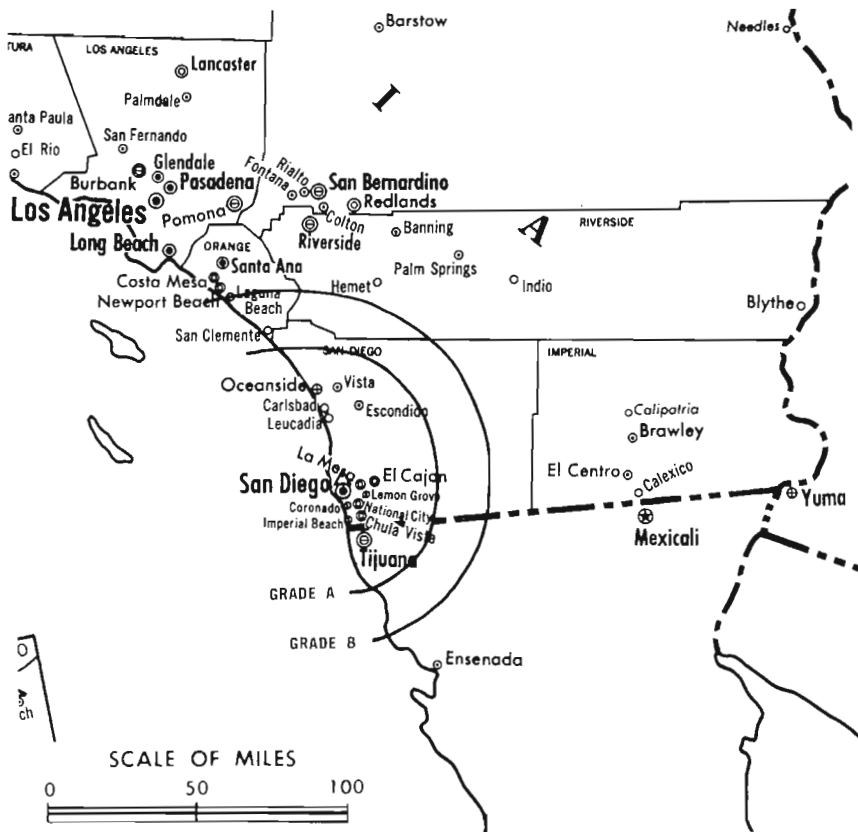 Barstow
Needles
TURA
LOS ANGELES
Lancaster
Palmdale
anta Paula
San Fernando
El Rio
Glendale
Burbank
Pasadena
Los Angeles
Pomona
Fontana
Rialto
San Bernardino
Redlands
Colton
Riverside
Banning
RIVERSIDE
I
A
Long Beach
ORANGE
Santa Ana
Costa Mesa
Newport Beach
Laguna
Beach
Hemet
Palm Springs
Indio
Blythe
San Clemente
SAN DIEGO
IMPERIAL
Oceanside
Vista
Carlsbad
Escondido
Leucadia
Calipatria
Brawley
La Mesa
El Cajan
El Centro
Calexico
San Diego
Lemon Grove
Coronado
National City
Imperial Beach
Chula Vista
Yuma
Mexicali
Tijuana
GRADE A
GRADE B
Ensenada
O
ch
SCALE OF MILES
0 50 100